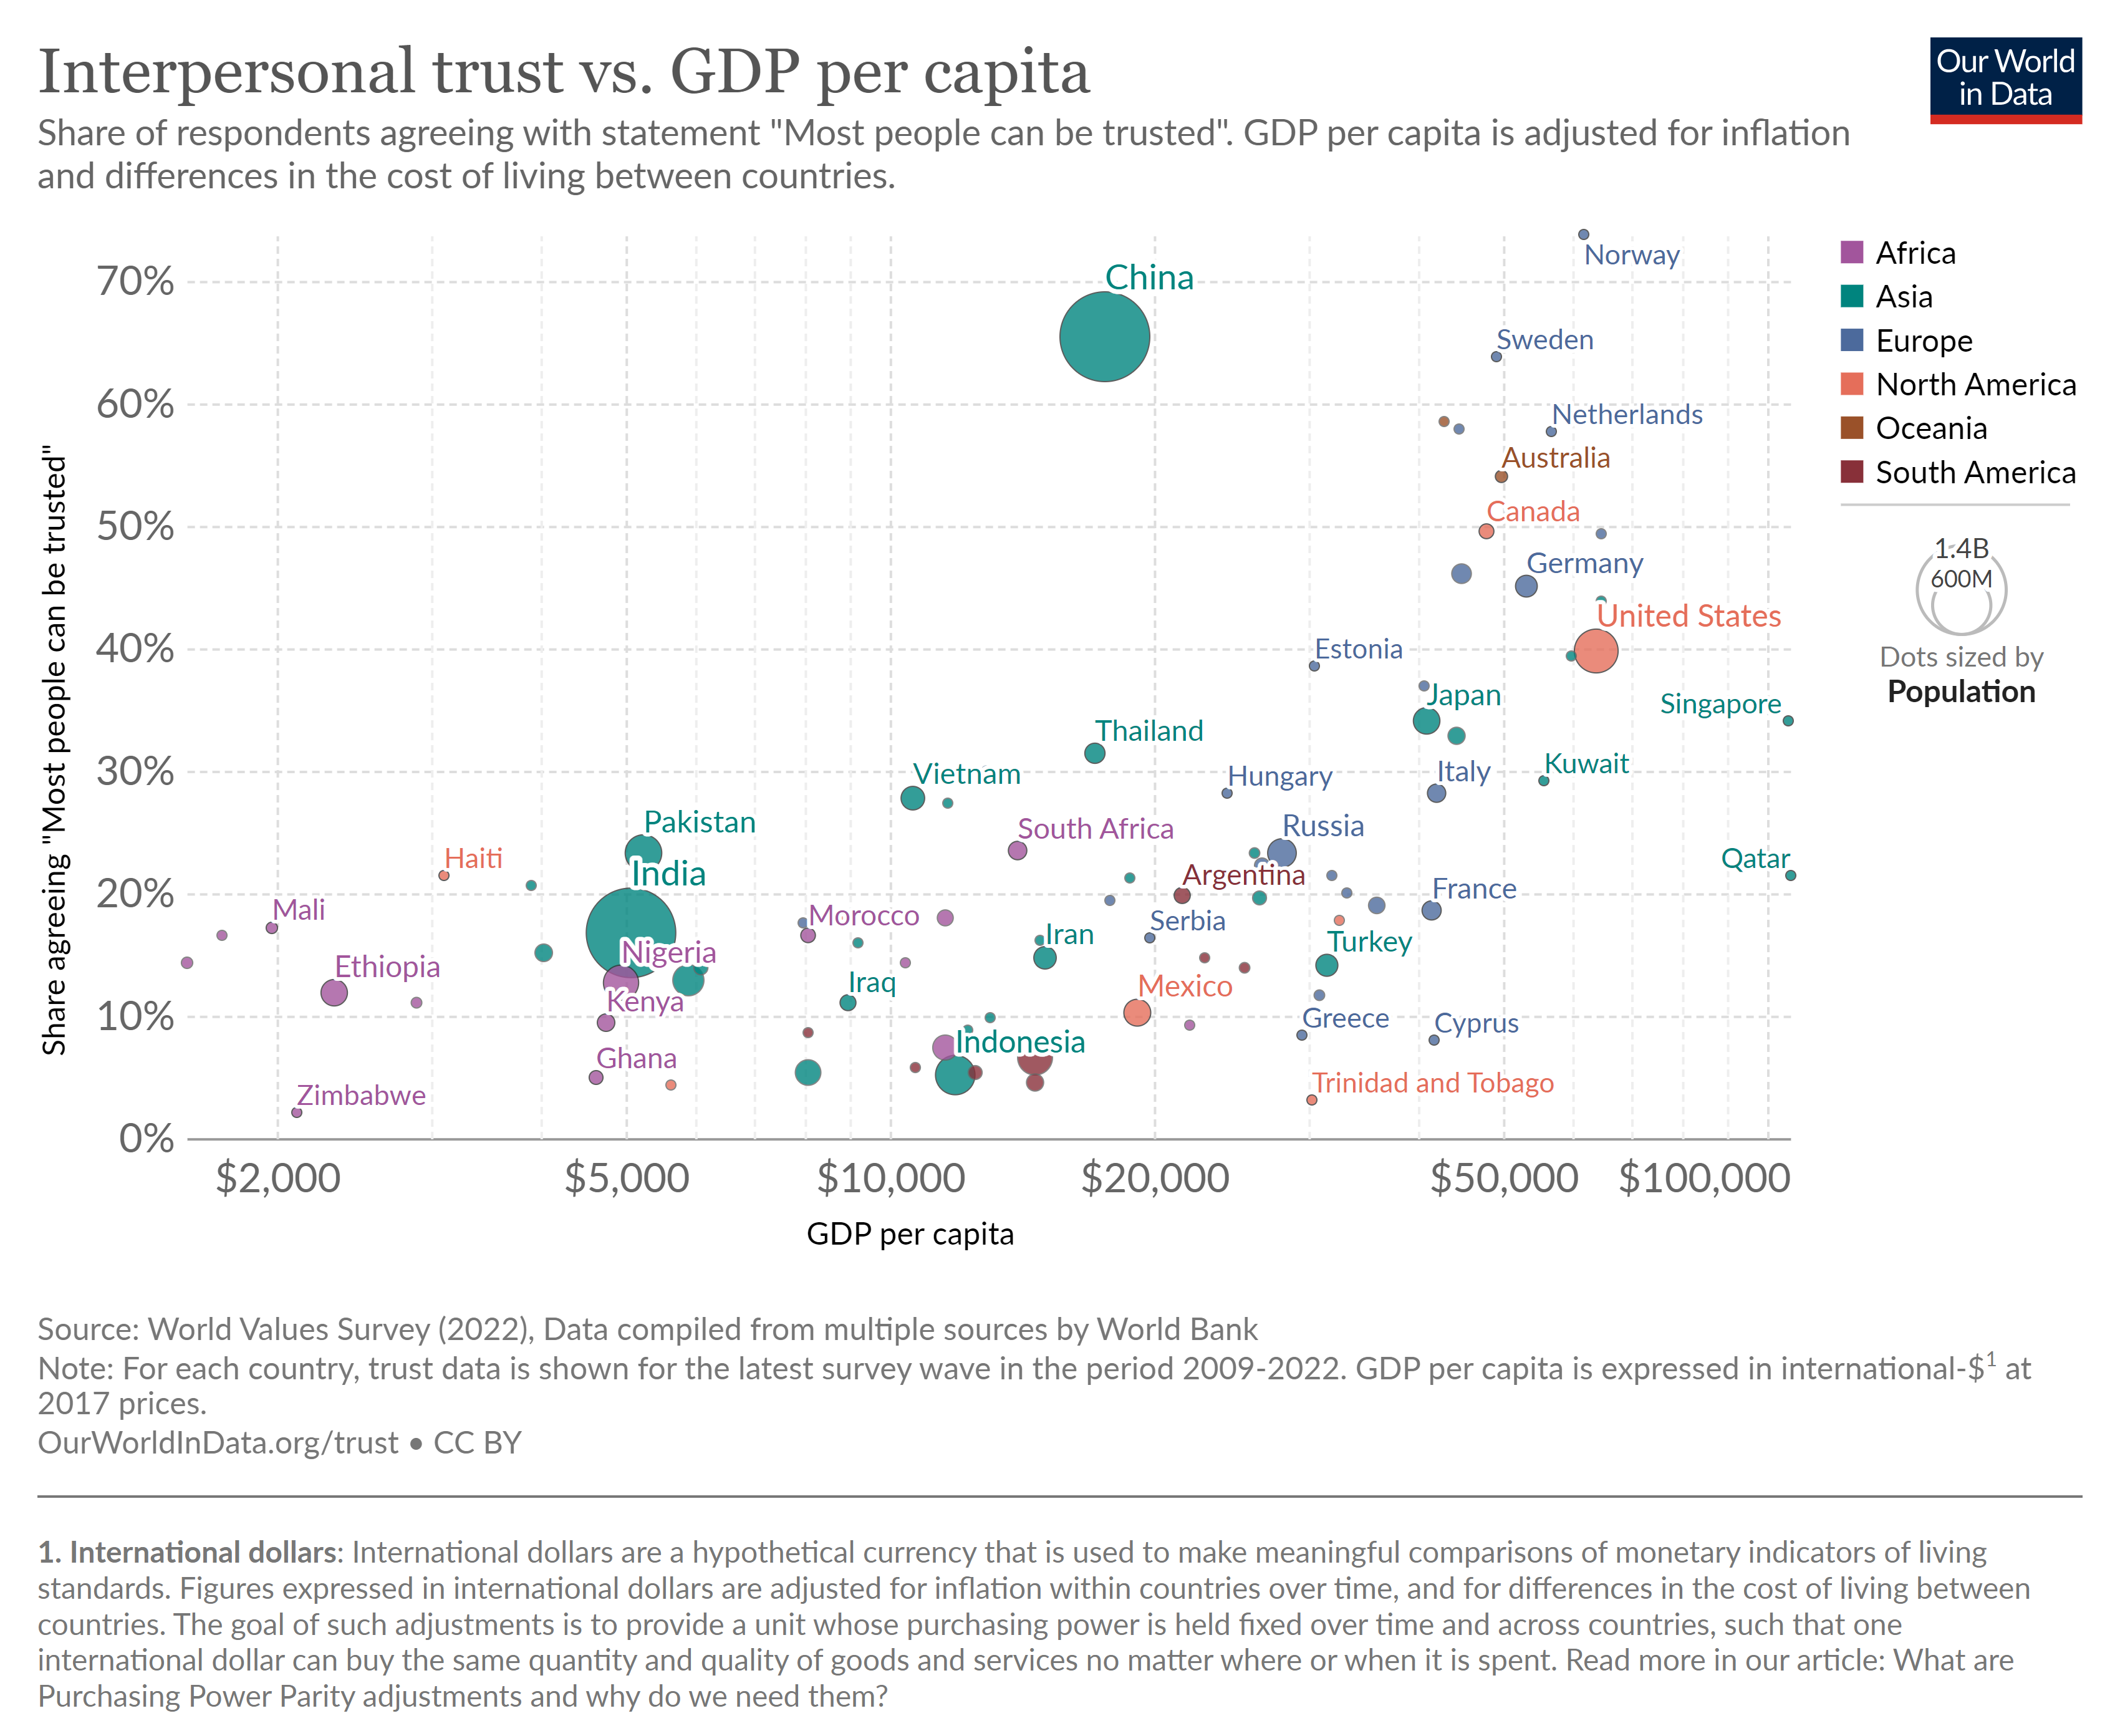 Interpersonal trust vs. GDP per capita
Our World
in Data
Share of respondents agreeing with statement "Most people can be trusted". GDP per capita is adjusted for inflation
and differences in the cost of living between countries.
Share agreeing "Most people can be trusted"
70%
60%
50%
40%
30%
20%
10%
0%
Norway
China
Sweden
Netherlands
Australia
Canada
Germany
United States
Estonia
Japan
Singapore
Thailand
Kuwait
Italy
Vietnam
Hungary
Pakistan
South Africa
Russia
Haiti
India
Argentina
Qatar
France
Mali
Morocco
Serbia
Iran
Turkey
Nigeria
Ethiopia
Iraq
Mexico
Kenya
Greece
Cyprus
Indonesia
Ghana
Trinidad and Tobago
Zimbabwe
$2,000
$5,000
$10,000
$20,000
$50,000
$100,000
GDP per capita
Africa
Asia
Europe
North America
Oceania
South America
1.4B
600M
Dots sized by
Population
Source: World Values Survey (2022), Data compiled from multiple sources by World Bank
Note: For each country, trust data is shown for the latest survey wave in the period 2009-2022. GDP per capita is expressed in international-$¹ at
2017 prices.
OurWorldInData.org/trust • CC BY
1. International dollars: International dollars are a hypothetical currency that is used to make meaningful comparisons of monetary indicators of living
standards. Figures expressed in international dollars are adjusted for inflation within countries over time, and for differences in the cost of living between
countries. The goal of such adjustments is to provide a unit whose purchasing power is held fixed over time and across countries, such that one
international dollar can buy the same quantity and quality of goods and services no matter where or when it is spent. Read more in our article: What are
Purchasing Power Parity adjustments and why do we need them?